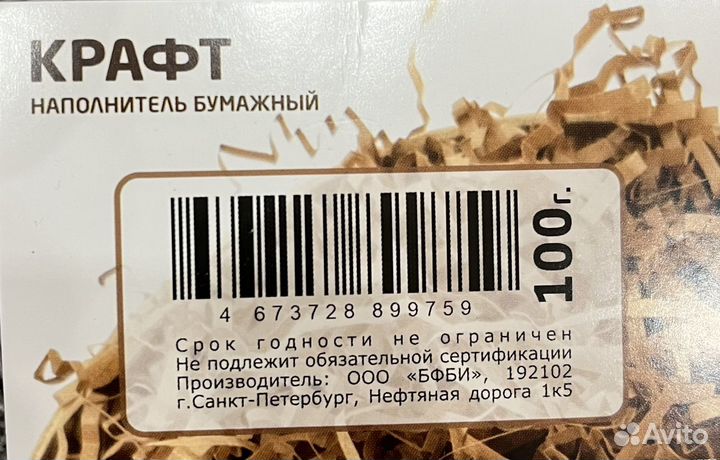 КРАФТ
НАПОЛНИТЕЛЬ БУМАЖНЫЙ
100г.
4 673728 899759
Срок годности не ограничен
Не подлежит обязательной сертификации
Производитель: ООО «БФБИ», 192102
г.Санкт-Петербург, Нефтяная дорога 1к5
Avito